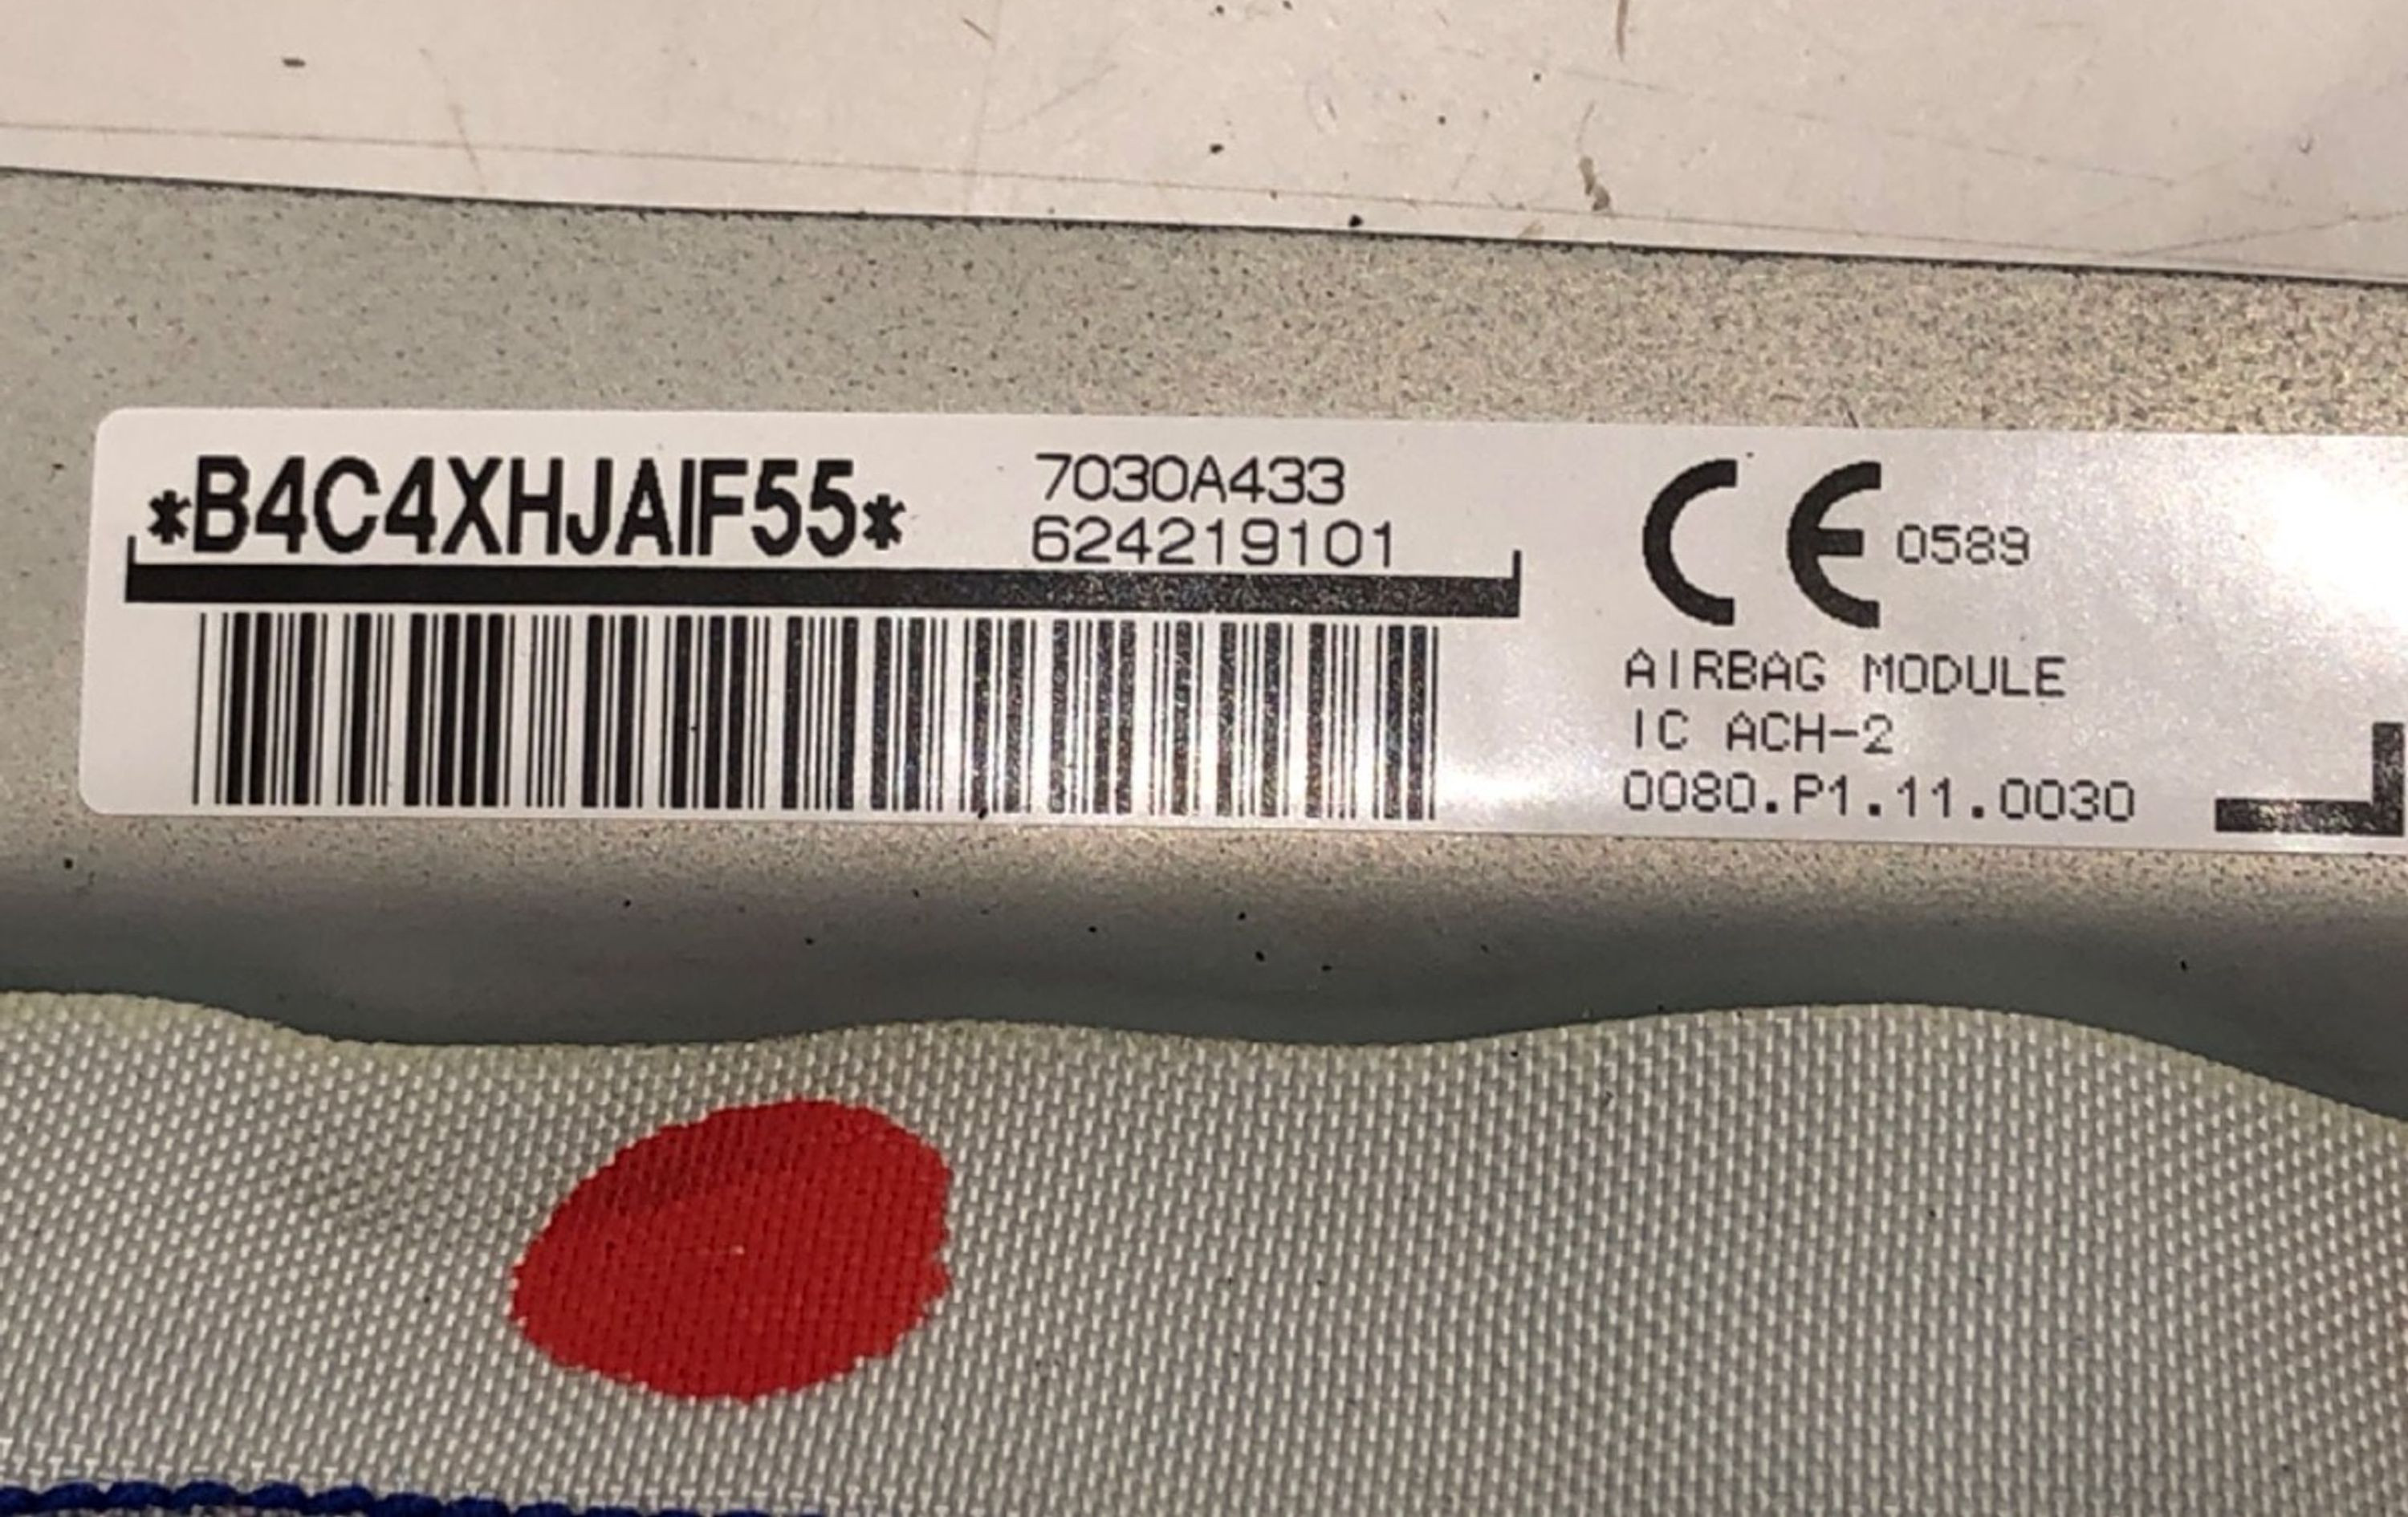 *B4C4XHJAIF55*
7030A433
624219101
CE 0589
AIRBAG MODULE
IC ACH-2
0080.P1.11.0030